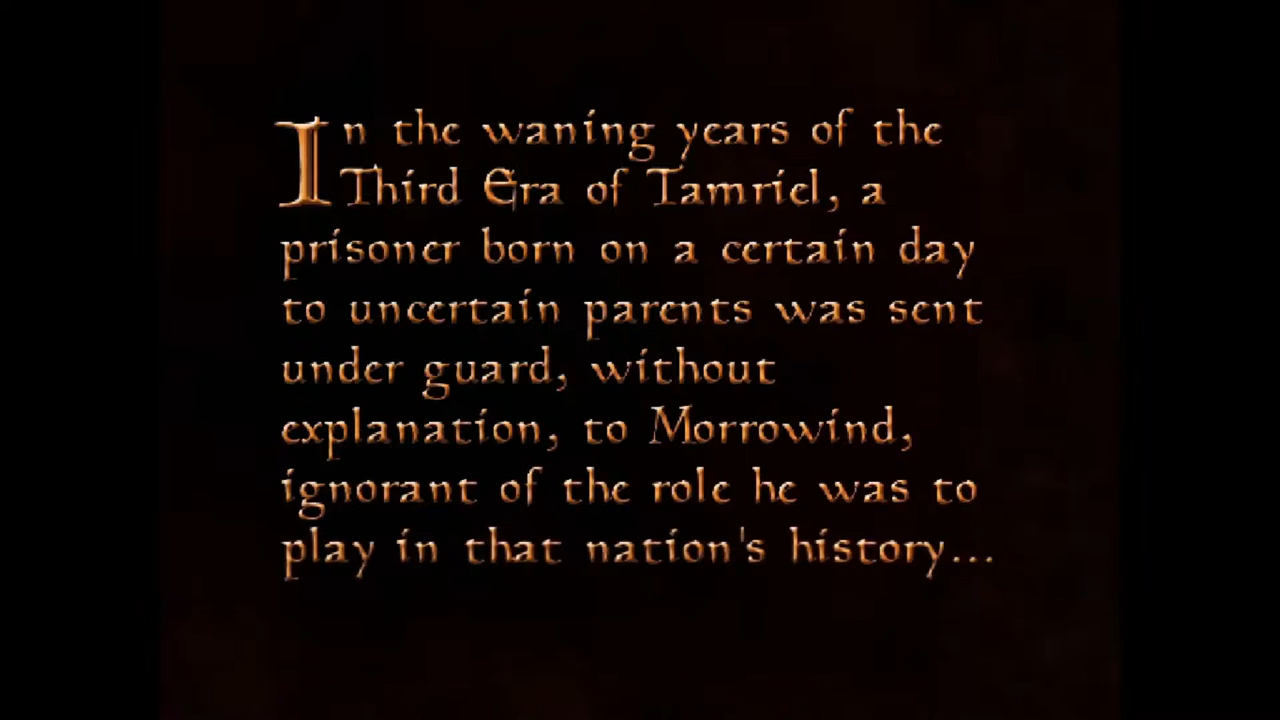 In the waning years of the
Third Era of Tamriel, a
prisoner born on a certain day
to uncertain parents was sent
under guard, without
explanation, to Morrowind,
ignorant of the role he was to
play in that nation's history...